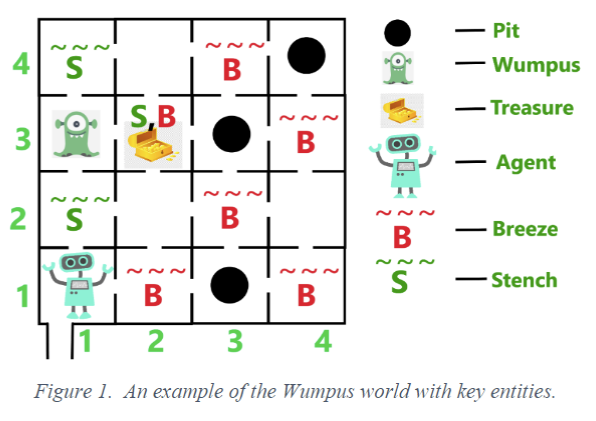 ~ ~ ~ ~ ~ ~ Pit
4 S B
Wumpus
S B Treasure
3 ~ ~ ~
B
Agent
~ ~ ~ ~ ~ ~
2 S B ~ ~ ~ Breeze
B
~ ~ ~ ~ ~ ~ ~ ~ ~ Stench
1 B B S
1 2 3 4
Figure 1. An example of the Wumpus world with key entities.